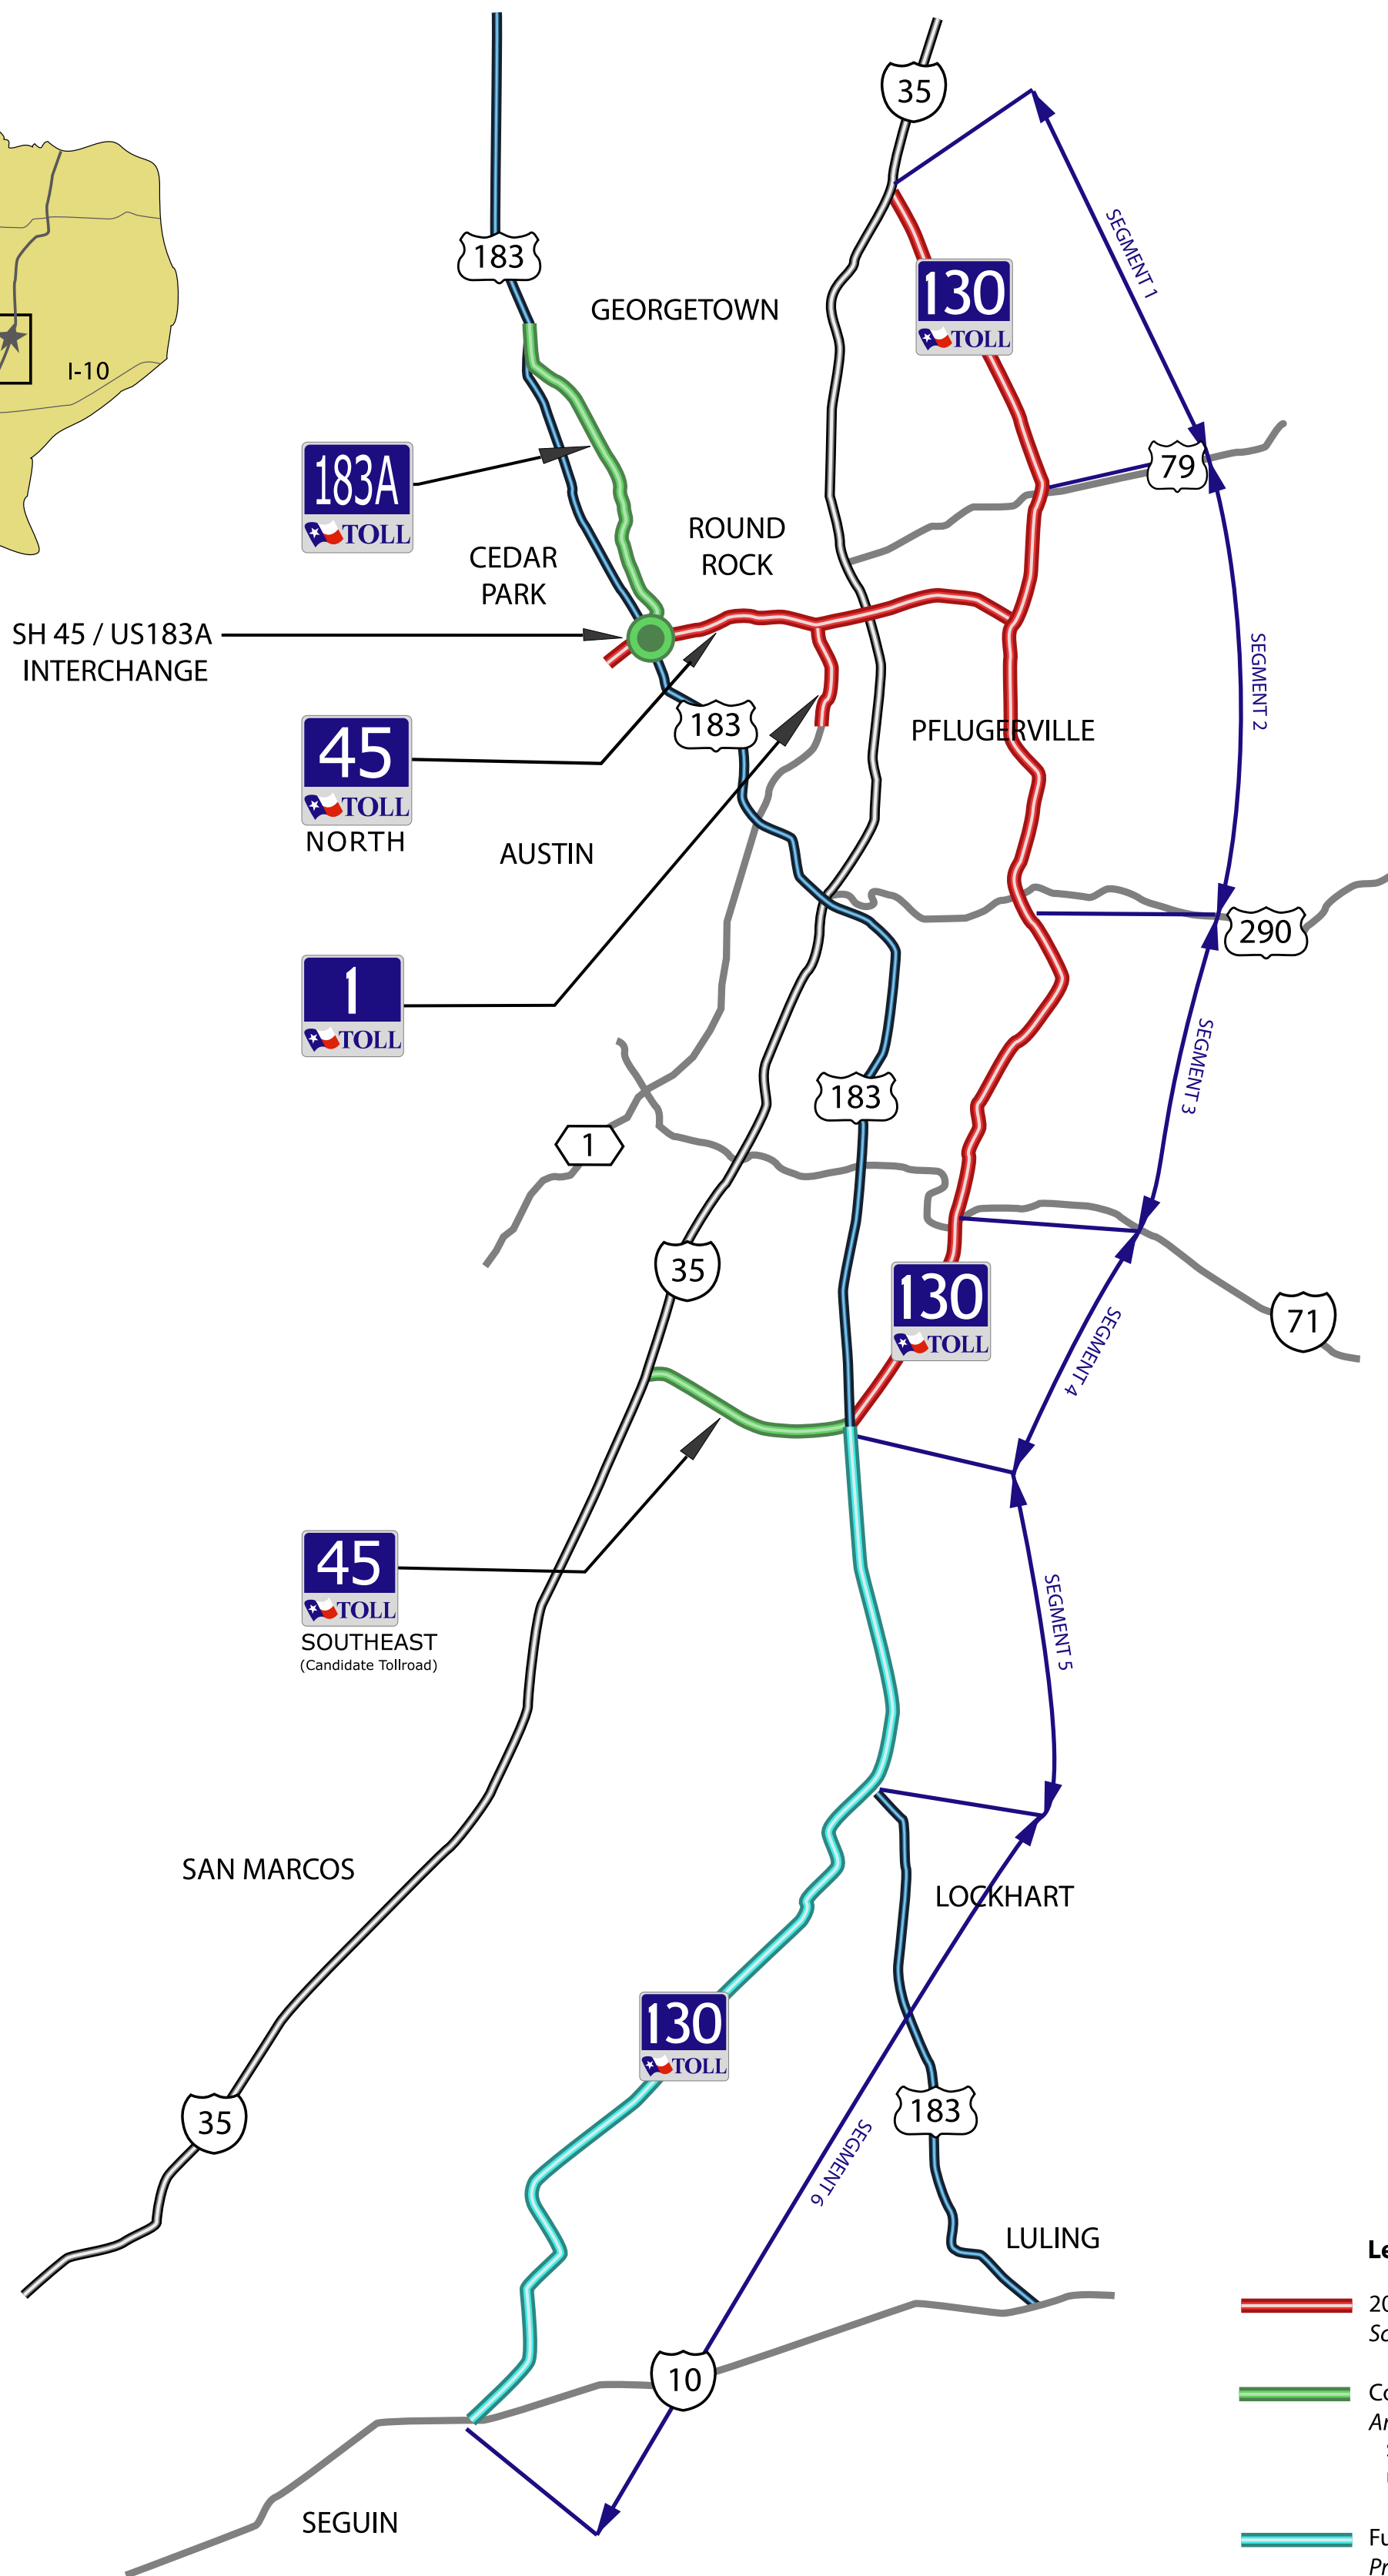 35
183
GEORGETOWN
130
TOLL
SEGMENT 1
I-10
183A
TOLL
79
ROUND
ROCK
CEDAR
PARK
SH 45 / US183A
INTERCHANGE
SEGMENT 2
183
PFLUGERVILLE
45
TOLL
NORTH
AUSTIN
290
1
TOLL
SEGMENT 3
183
1
35
130
TOLL
71
SEGMENT 4
45
TOLL
SOUTHEAST
(Candidate Tollroad)
SEGMENT 5
SAN MARCOS
LOCKHART
130
TOLL
35
183
SEGMENT 6
LULING
10
SEGUIN